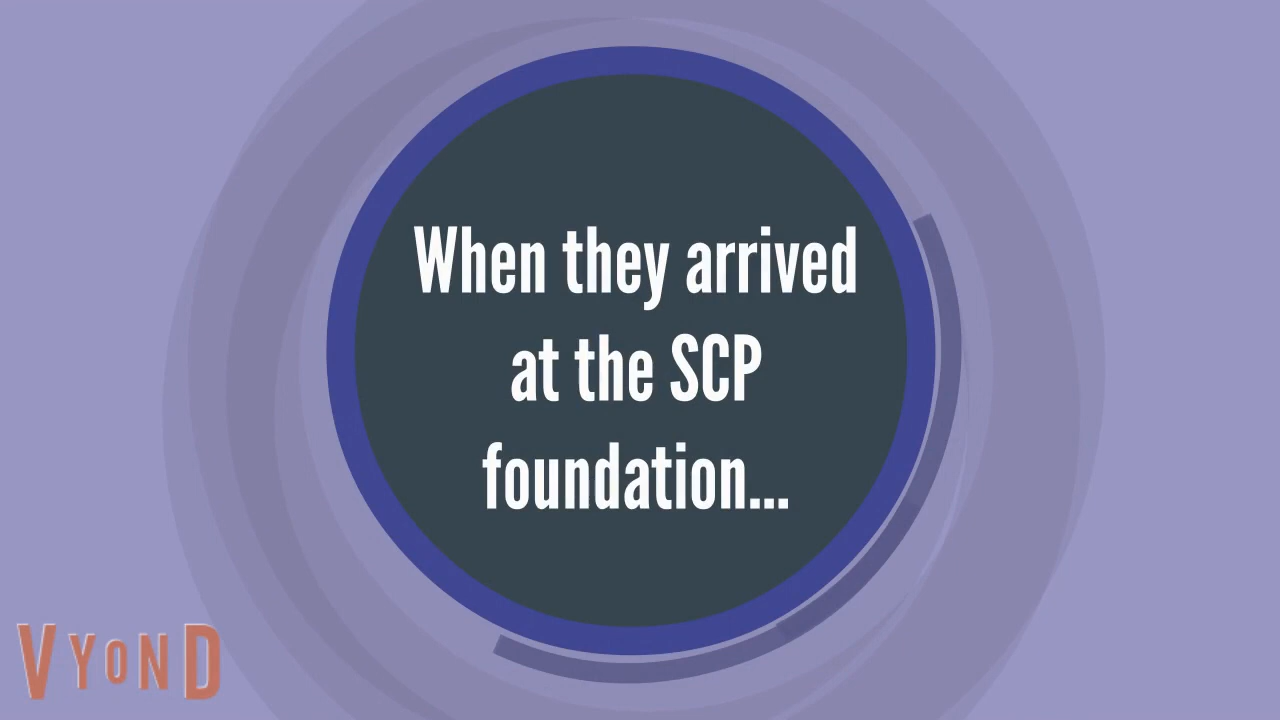 When they arrived
at the SCP
foundation...
VYOND